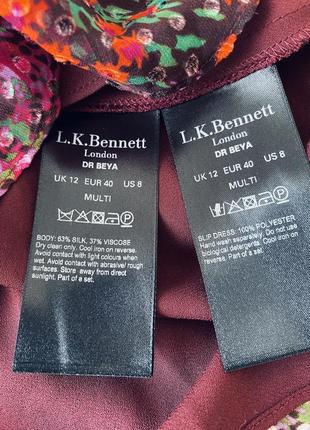 L.K.Bennett
London
DR BEYA
UK 12 EUR 40 US 8
MULTI
BODY: 63% SILK, 37% VISCOSE
Dry clean only. Cool iron on reverse.
Avoid contact with light colours when
wet. Avoid contact with abrasive/ rough
surfaces. Store away from direct
sunlight. Part of a set.
L.K.Bennett
London
DR BEYA
UK 12 EUR 40 US 8
MULTI
SLIP DRESS: 100% POLYESTER
Hand wash separately. Do not use
biological detergents. Cool iron on
reverse. Part of a set.